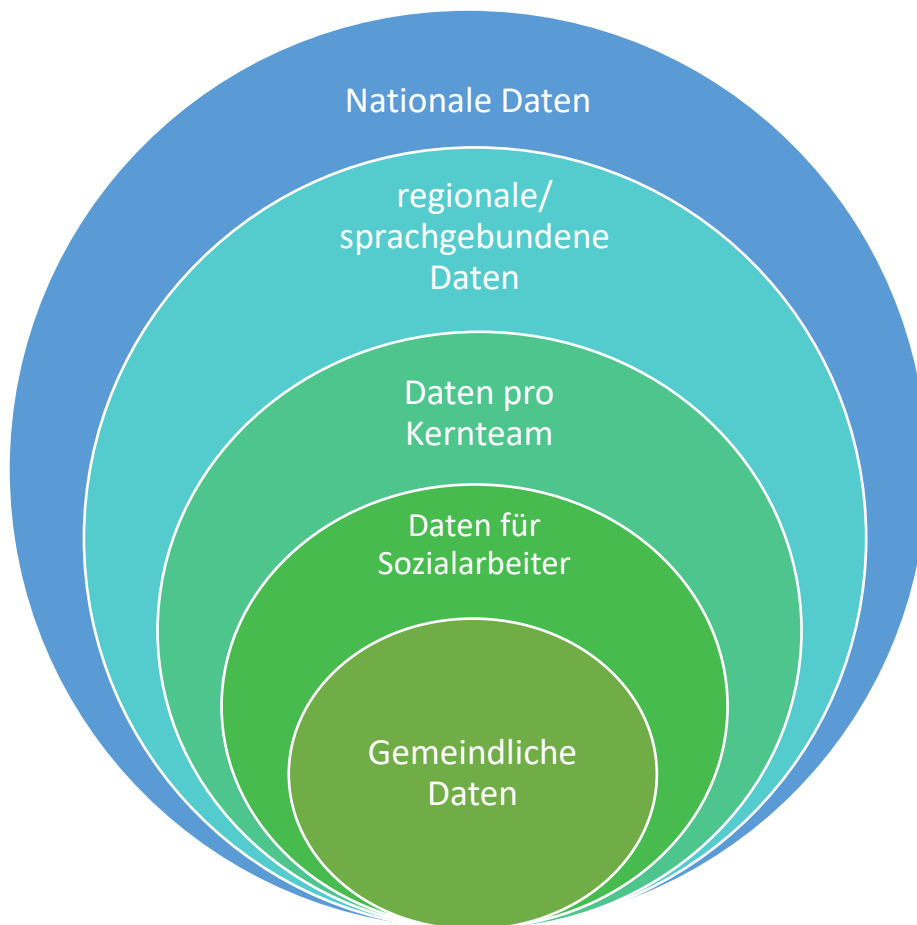 Nationale Daten
regionale/
sprachgebundene
Daten
Daten pro
Kernteam
Daten für
Sozialarbeiter
Gemeindliche
Daten